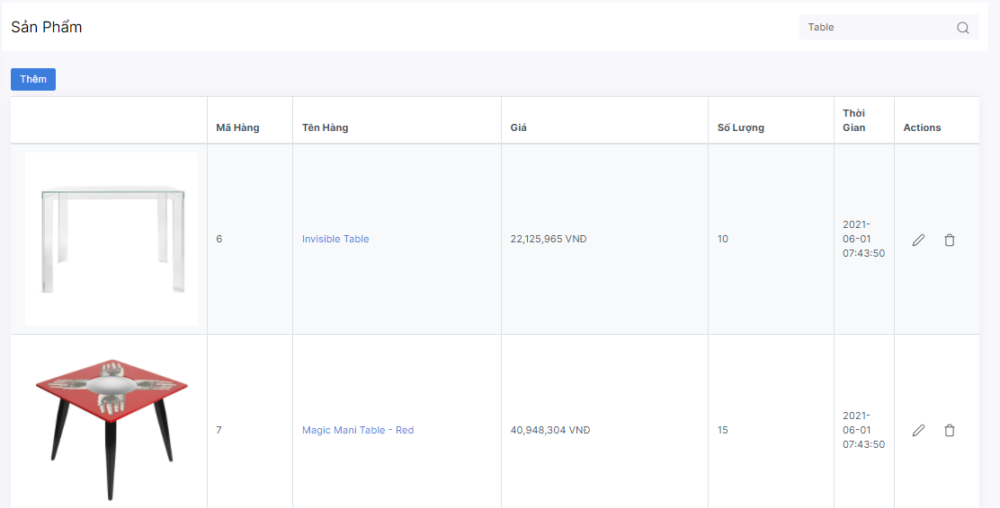 Sản Phẩm
Table
Thêm
Mã Hàng
Tên Hàng
Giá
Số Lượng
Thời
Gian
Actions
6
Invisible Table
22,125,965 VND
10
2021-
06-01
07:43:50
7
Magic Mani Table - Red
40,948,304 VND
15
2021-
06-01
07:43:50